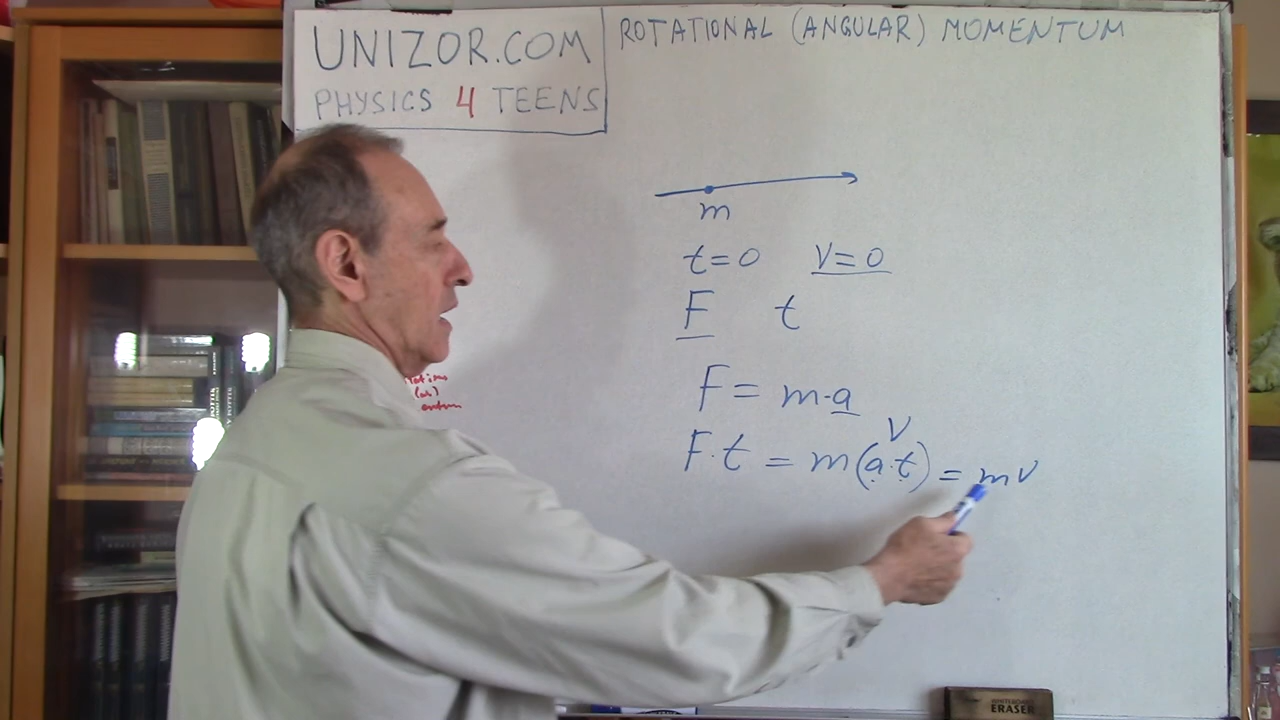 UNIZOR.COM
PHYSICS 4 TEENS
ROTATIONAL (ANGULAR) MOMENTUM
m
t=0 V=0
F t
F = m·a
V
F·t = m(a·t) = mV
ERASER